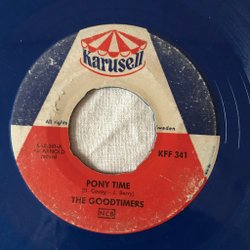 Karusell
All rights
Sweden
KFF 341
PONY TIME
(D. Covay - J. Berry)
THE GOODTIMERS
NCB